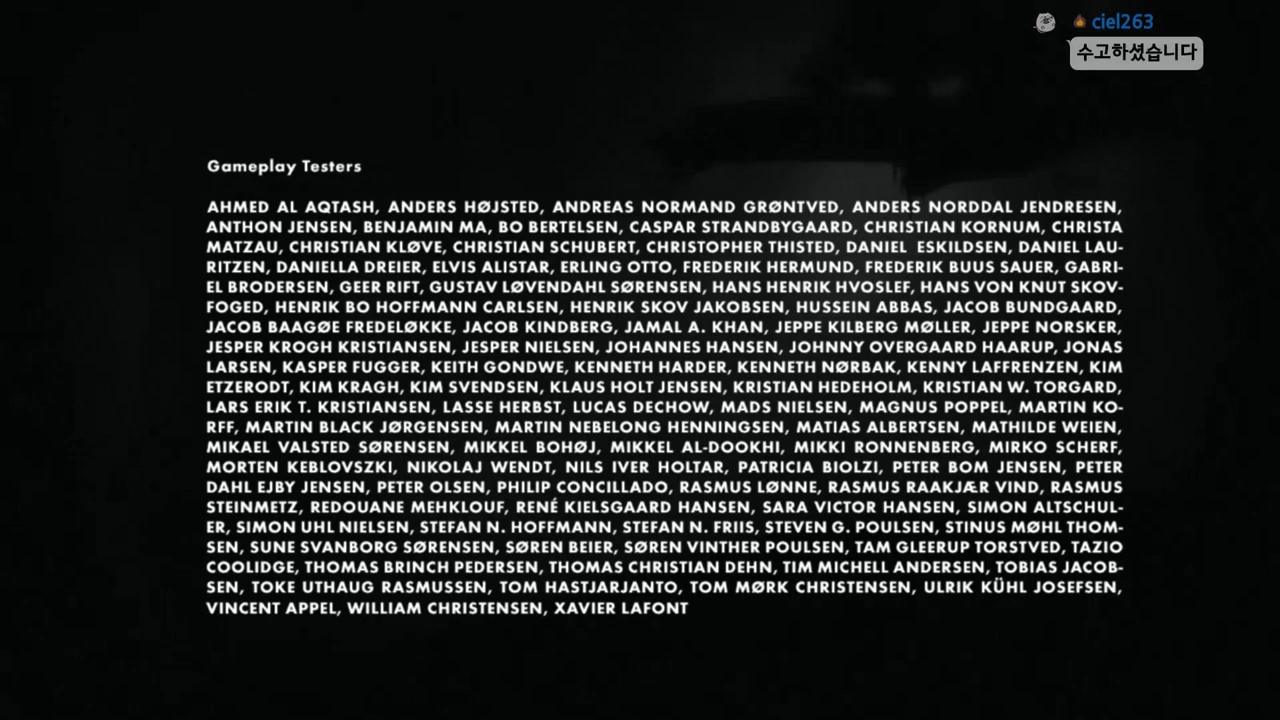 ciel263
수고하셨습니다
Gameplay Testers
AHMED AL AQTASH, ANDERS HØJSTED, ANDREAS NORMAND GRØNTVED, ANDERS NORDDAL JENDRESEN,
ANTHON JENSEN, BENJAMIN MA, BO BERTELSEN, CASPAR STRANDBYGAARD, CHRISTIAN KORNUM, CHRISTA
MATZAU, CHRISTIAN KLØVE, CHRISTIAN SCHUBERT, CHRISTOPHER THISTED, DANIEL ESKILDSEN, DANIEL LAU-
RITZEN, DANIELLA DREIER, ELVIS ALISTAR, ERLING OTTO, FREDERIK HERMUND, FREDERIK BUUS SAUER, GABRI-
EL BRODERSEN, GEER RIFT, GUSTAV LØVENDAHL SØRENSEN, HANS HENRIK HVOSLEF, HANS VON KNUT SKOV-
FOGED, HENRIK BO HOFFMANN CARLSEN, HENRIK SKOV JAKOBSEN, HUSSEIN ABBAS, JACOB BUNDGAARD,
JACOB BAAGØE FREDELØKKE, JACOB KINDBERG, JAMAL A. KHAN, JEPPE KILBERG MØLLER, JEPPE NORSKER,
JESPER KROGH KRISTIANSEN, JESPER NIELSEN, JOHANNES HANSEN, JOHNNY OVERGAARD HAARUP, JONAS
LARSEN, KASPER FUGGER, KEITH GONDWE, KENNETH HARDER, KENNETH NØRBAK, KENNY LAFFRENZEN, KIM
ETZERODT, KIM KRAGH, KIM SVENDSEN, KLAUS HOLT JENSEN, KRISTIAN HEDEHOLM, KRISTIAN W. TORGARD,
LARS ERIK T. KRISTIANSEN, LASSE HERBST, LUCAS DECHOW, MADS NIELSEN, MAGNUS POPPEL, MARTIN KO-
RFF, MARTIN BLACK JØRGENSEN, MARTIN NEBELONG HENNINGSEN, MATIAS ALBERTSEN, MATHILDE WEIEN,
MIKAEL VALSTED SØRENSEN, MIKKEL BOHØJ, MIKKEL AL-DOOKHI, MIKKI RONNENBERG, MIRKO SCHERF,
MORTEN KEBLOVSZKI, NIKOLAJ WENDT, NILS IVER HOLTAR, PATRICIA BIOLZI, PETER BOM JENSEN, PETER
DAHL EJBY JENSEN, PETER OLSEN, PHILIP CONCILLADO, RASMUS LØNNE, RASMUS RAAKJÆR VIND, RASMUS
STEINMETZ, REDOUANE MEHKLOUF, RENÉ KIELSGAARD HANSEN, SARA VICTOR HANSEN, SIMON ALTSCHUL-
ER, SIMON UHL NIELSEN, STEFAN N. HOFFMANN, STEFAN N. FRIIS, STEVEN G. POULSEN, STINUS MØHL THOM-
SEN, SUNE SVANBORG SØRENSEN, SØREN BEIER, SØREN VINTHER POULSEN, TAM GLEERUP TORSTVED, TAZIO
COOLIDGE, THOMAS BRINCH PEDERSEN, THOMAS CHRISTIAN DEHN, TIM MICHELL ANDERSEN, TOBIAS JACOB-
SEN, TOKE UTHAUG RASMUSSEN, TOM HASTJARJANTO, TOM MØRK CHRISTENSEN, ULRIK KÜHL JOSEFSEN,
VINCENT APPEL, WILLIAM CHRISTENSEN, XAVIER LAFONT